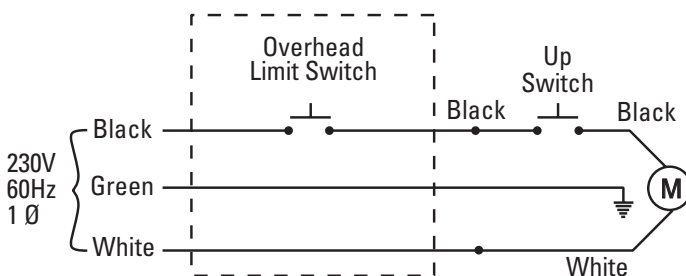 Overhead
Limit Switch
Up
Switch
Black
Black
Black
230V
60Hz
1 Ø
Green
M
White
White